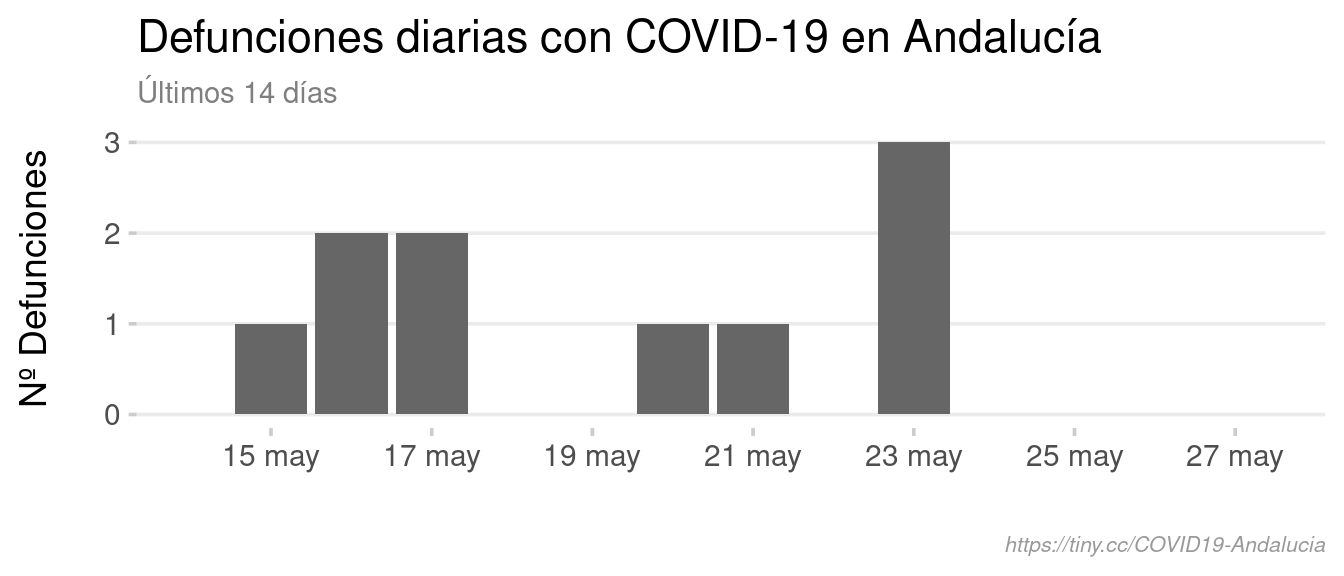 Defunciones diarias con COVID-19 en Andalucía
Últimos 14 días
Nº Defunciones
3
2
1
0
15 may 17 may 19 may 21 may 23 may 25 may 27 may
https://tiny.cc/COVID19-Andalucia